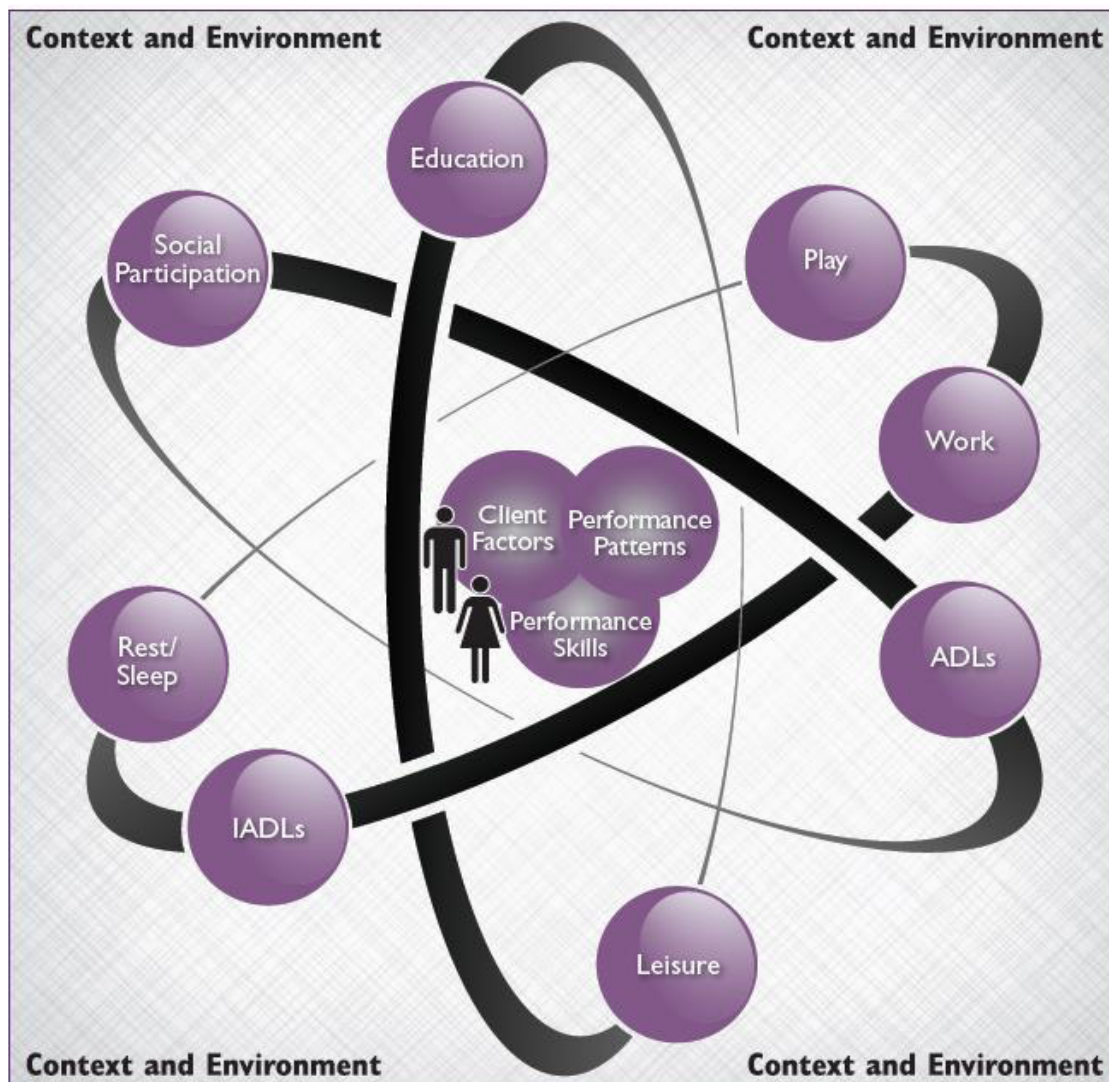 Context and Environment
Context and Environment
Education
Social
Participation
Play
Work
Client
Factors
Performance
Patterns
Performance
Skills
Rest/
Sleep
ADLs
IADLs
Leisure
Context and Environment
Context and Environment